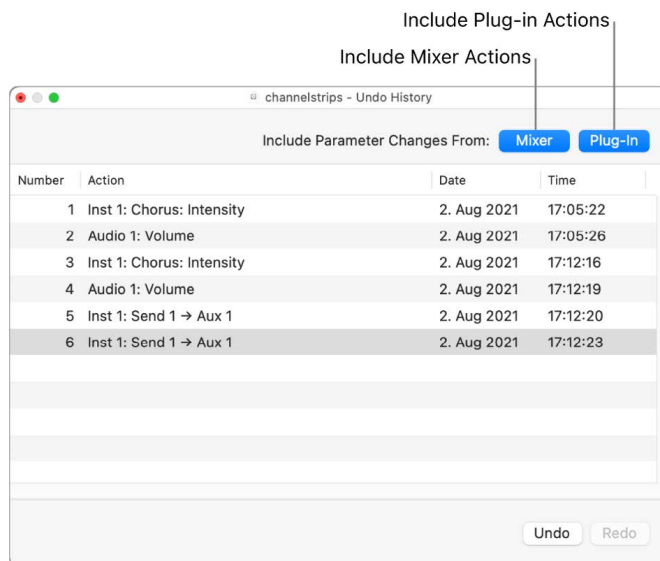 Include Plug-in Actions
Include Mixer Actions
channelstrips - Undo History
Include Parameter Changes From: Mixer Plug-In
Number Action Date Time
1 Inst 1: Chorus: Intensity 2. Aug 2021 17:05:22
2 Audio 1: Volume 2. Aug 2021 17:05:26
3 Inst 1: Chorus: Intensity 2. Aug 2021 17:12:16
4 Audio 1: Volume 2. Aug 2021 17:12:19
5 Inst 1: Send 1 → Aux 1 2. Aug 2021 17:12:20
6 Inst 1: Send 1 → Aux 1 2. Aug 2021 17:12:23
Undo Redo